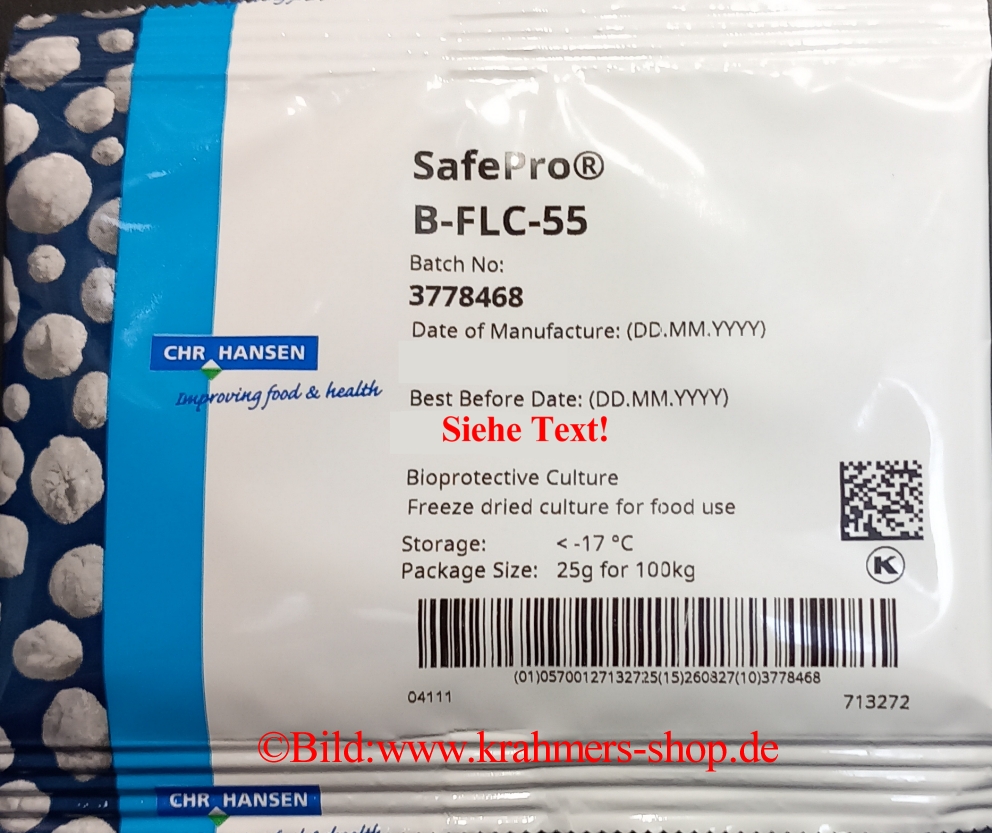 SafePro®
B-FLC-55
Batch No:
3778468
Date of Manufacture: (DD.MM.YYYY)
CHR HANSEN
Improving food & health
Best Before Date: (DD.MM.YYYY)
Siehe Text!
Bioprotective Culture
Freeze dried culture for food use
Storage: < -17 °C
K
Package Size: 25g for 100kg
(01)05700127132725(15)260827(10)3778468
04111
713272
©Bild:www.krahmers-shop.de
CHR HANSEN